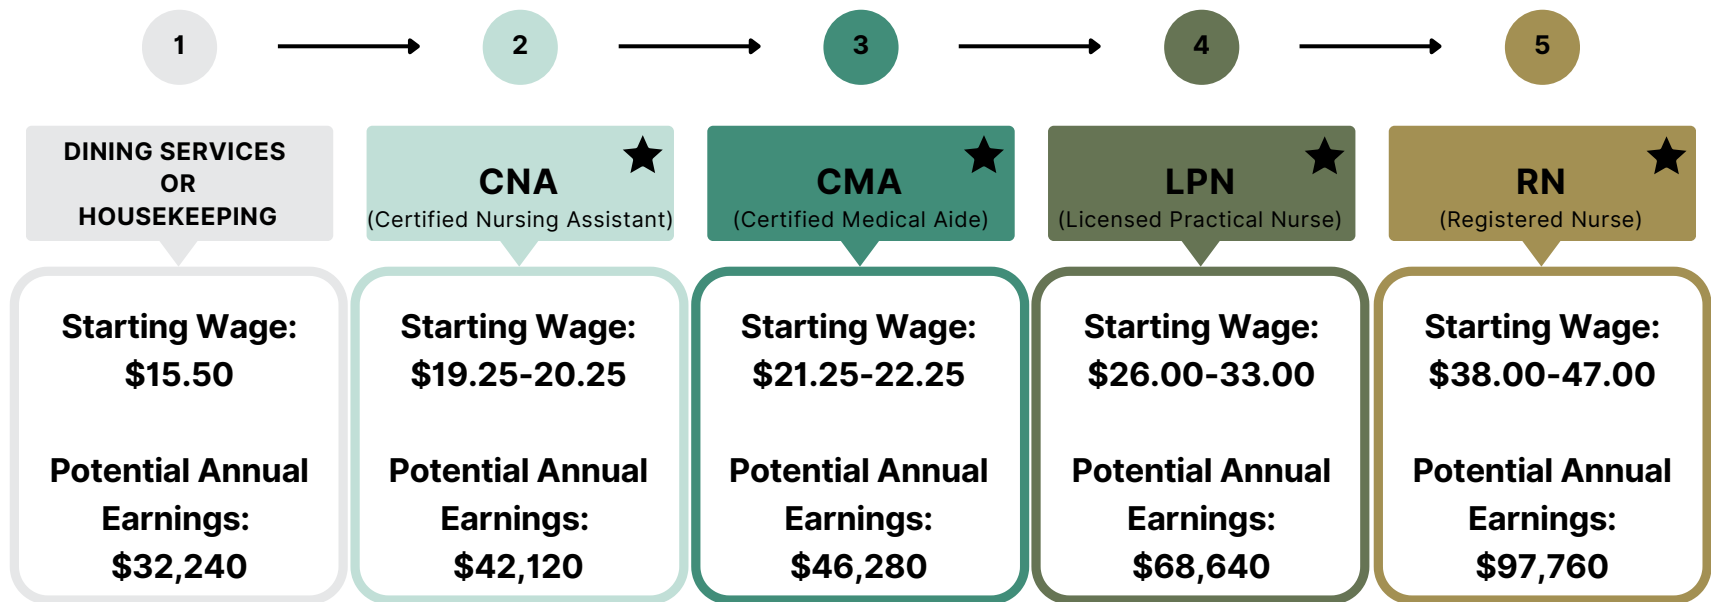 1
2
3
4
5
DINING SERVICES
OR
HOUSEKEEPING
CNA
(Certified Nursing Assistant)
CMA
(Certified Medical Aide)
LPN
(Licensed Practical Nurse)
RN
(Registered Nurse)
Starting Wage:
$15.50
Potential Annual
Earnings:
$32,240
Starting Wage:
$19.25-20.25
Potential Annual
Earnings:
$42,120
Starting Wage:
$21.25-22.25
Potential Annual
Earnings:
$46,280
Starting Wage:
$26.00-33.00
Potential Annual
Earnings:
$68,640
Starting Wage:
$38.00-47.00
Potential Annual
Earnings:
$97,760